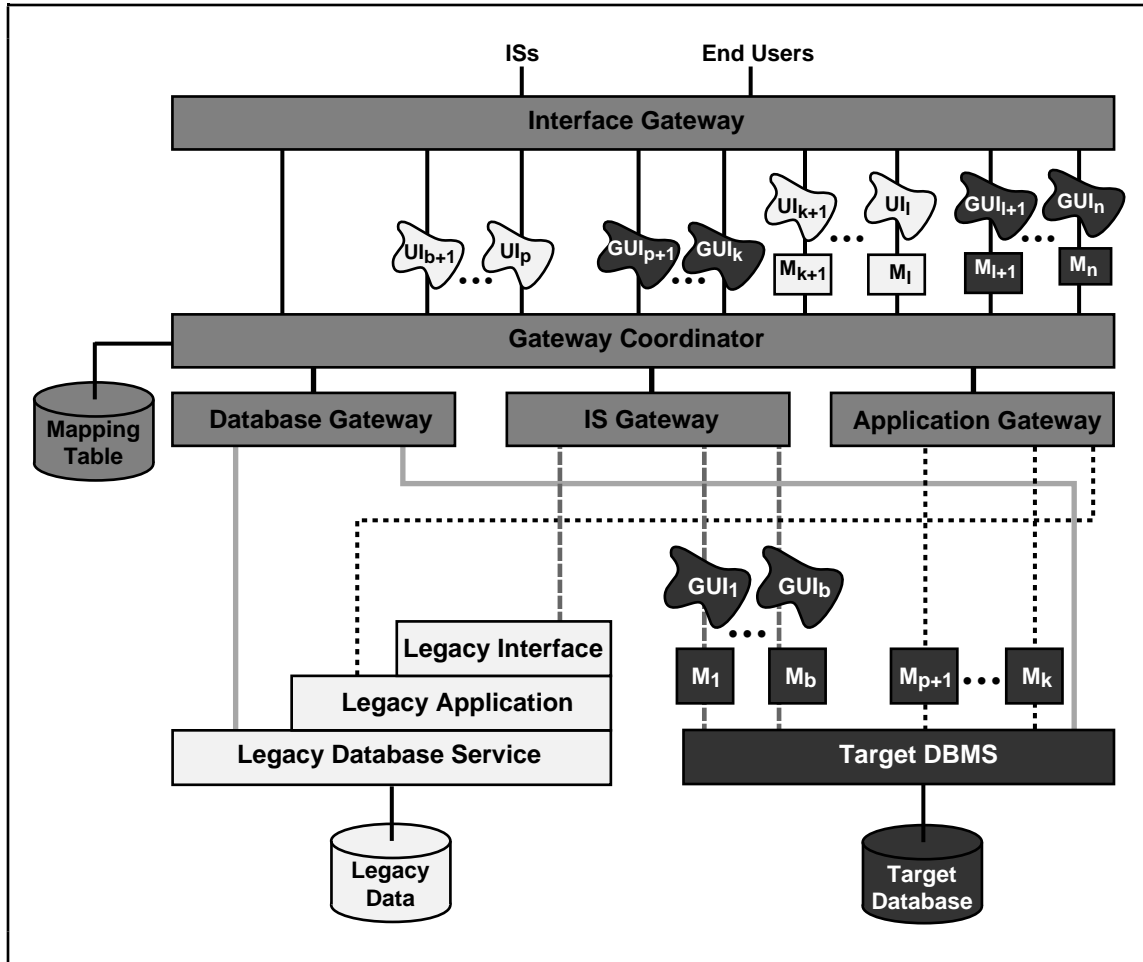 ISs End Users
Interface Gateway
UIk+1 UIl GUIl+1 GUIn
UIb+1 UIp GUIp+1 GUIk
Mk+1 Ml Ml+1 Mn
Gateway Coordinator
Database Gateway IS Gateway Application Gateway
Mapping
Table
GUI1 GUIb
Legacy Interface
M1 Mb Mp+1 Mk
Legacy Application
Legacy Database Service Target DBMS
Legacy
Data
Target
Database